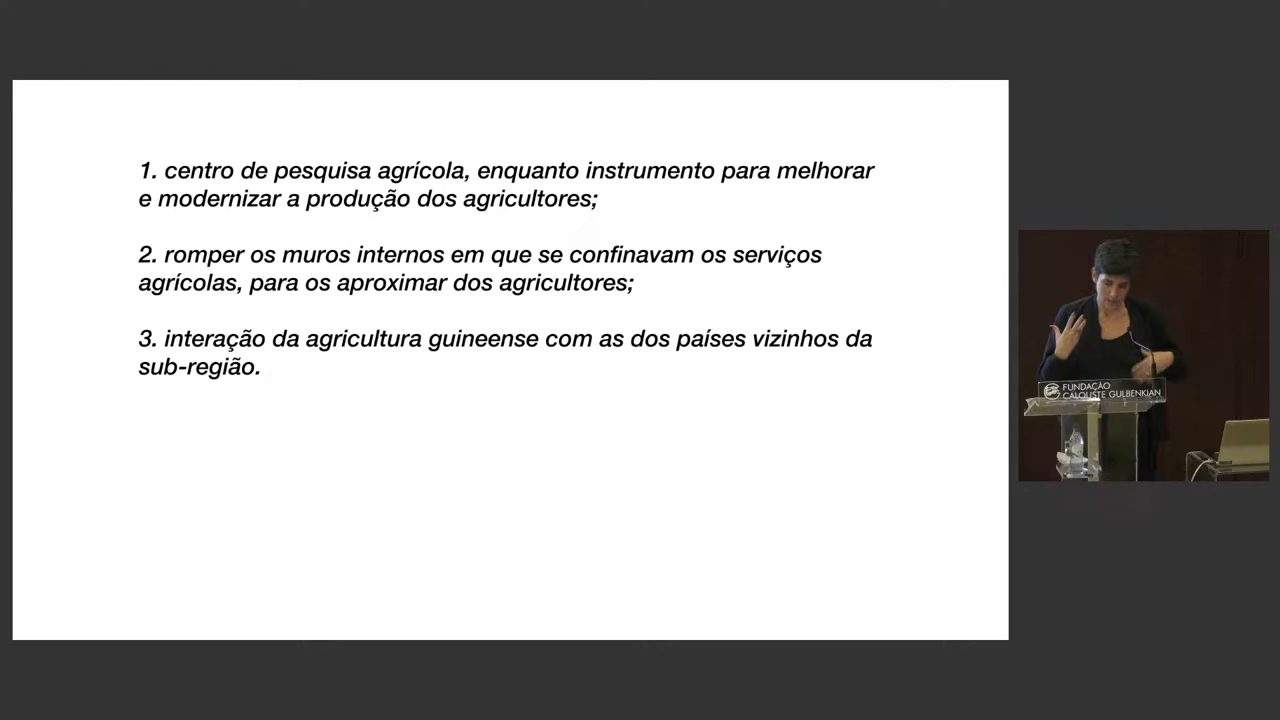 1. centro de pesquisa agrícola, enquanto instrumento para melhorar
e modernizar a produção dos agricultores;
2. romper os muros internos em que se confinavam os serviços
agrícolas, para os aproximar dos agricultores;
3. interação da agricultura guineense com as dos países vizinhos da
sub-região.
FUNDAÇÃO
CALOUSTE GULBENKIAN